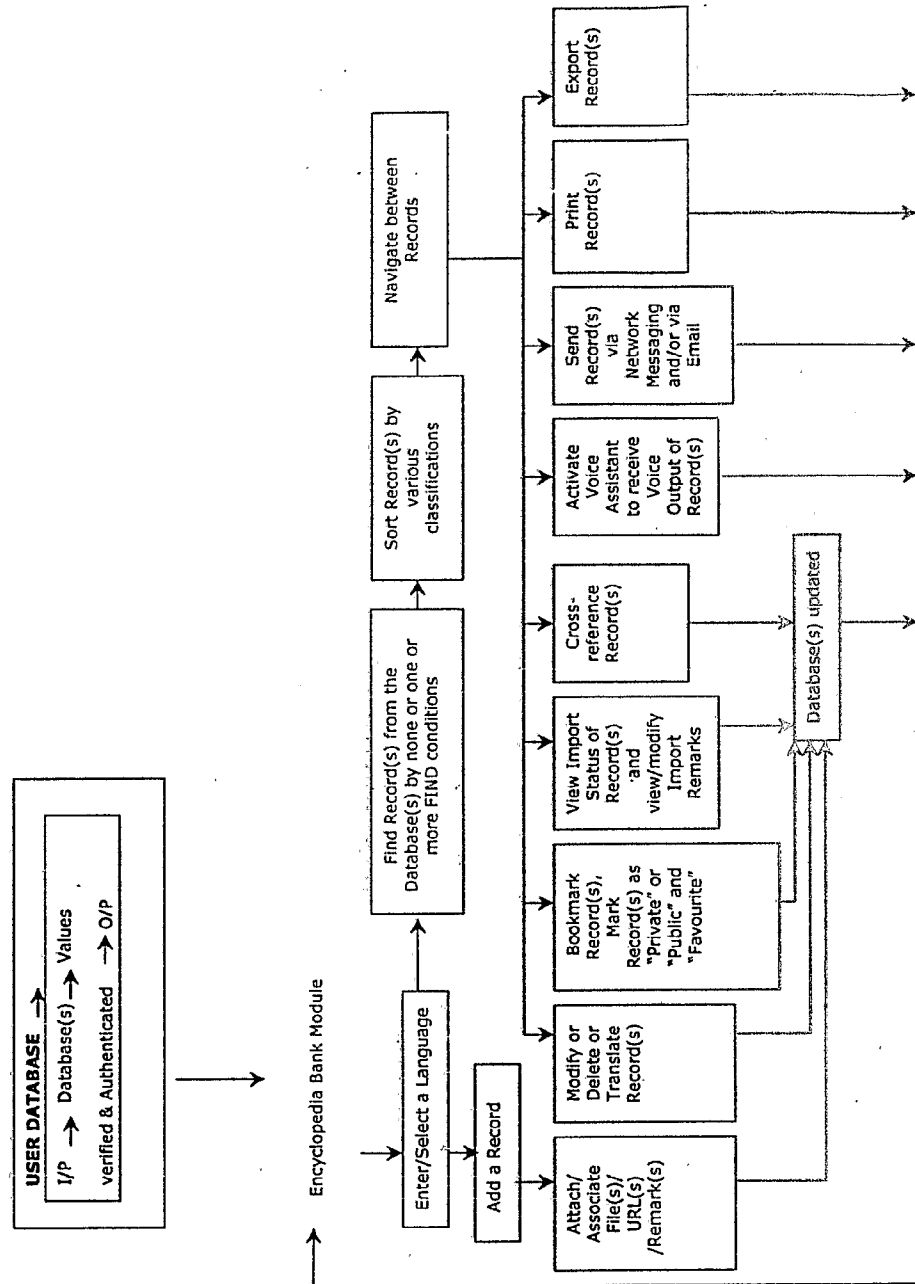 USER DATABASE
I/P Database(s) Values
verified & Authenticated O/P
Encyclopedia Bank Module
Enter/Select a Language
Find Record(s) from the
Database(s) by none or one or
more FIND conditions
Sort Record(s) by
various
classifications
Navigate between
Records
Add a Record
Attach/
Associate
File(s)/
URL(s)
/Remark(s)
Modify or
Delete or
Translate
Record(s)
Bookmark
Record(s),
Mark
Record(s) as
"Private" or
"Public" and
"Favourite"
View Import
Status of
Record(s)
and
view/modify
Import
Remarks
Cross-
reference
Record(s)
Activate
Voice
Assistant
to receive
Voice
Output of
Record(s)
Send
Record(s)
via
Network
Messaging
and/or via
Email
Print
Record(s)
Export
Record(s)
Database(s) updated